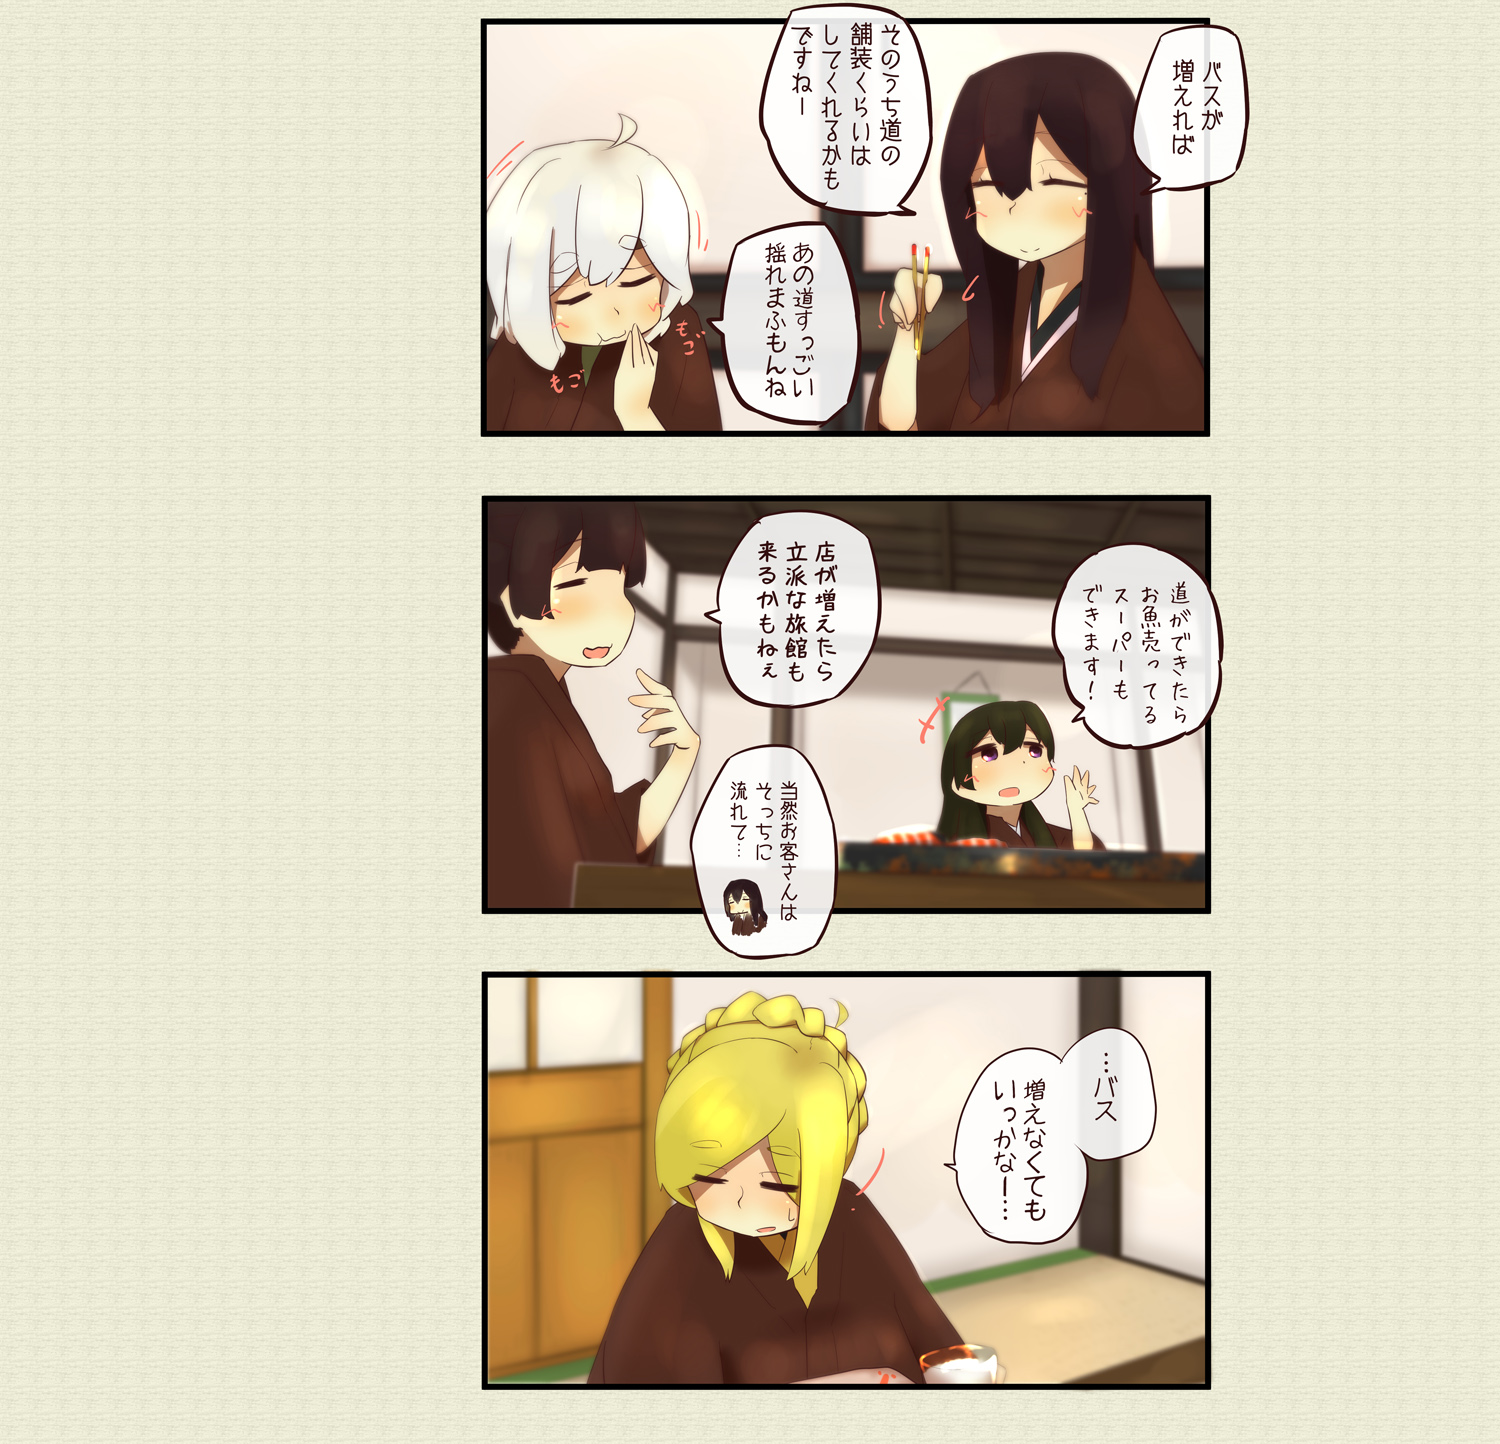 バスが
増えれば
そのうち道の
舗装くらいは
してくれるかも
ですねー
あの道すっごい
揺れまふもんね
もご
もご
道ができたら
お魚売ってる
スーパーも
できます！
店が増えたら
立派な旅館も
来るかもねぇ
当然お客さんは
そっちに
流れて…
…バス
増えなくても
いっかなー…